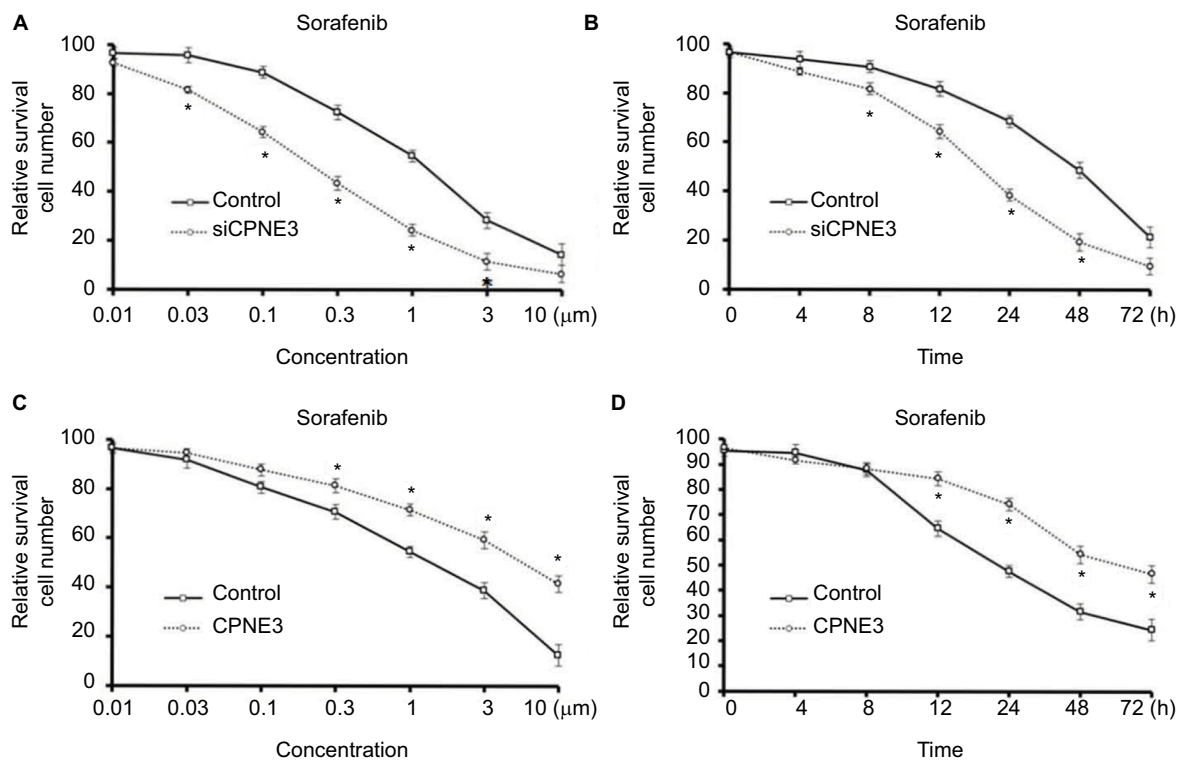 A
Sorafenib
Relative survival
cell number
100
80
60
40
20
0
*
*
*
*
*
Control
siCPNE3
0.01 0.03 0.1 0.3 1 3 10 (μm)
Concentration
B
Sorafenib
Relative survival
cell number
100
80
60
40
20
0
*
*
*
*
Control
siCPNE3
0 4 8 12 24 48 72 (h)
Time
C
Sorafenib
Relative survival
cell number
100
80
60
40
20
0
*
*
*
*
Control
CPNE3
0.01 0.03 0.1 0.3 1 3 10 (μm)
Concentration
D
Sorafenib
Relative survival
cell number
100
90
80
70
60
50
40
30
20
10
0
*
*
*
*
Control
CPNE3
0 4 8 12 24 48 72 (h)
Time